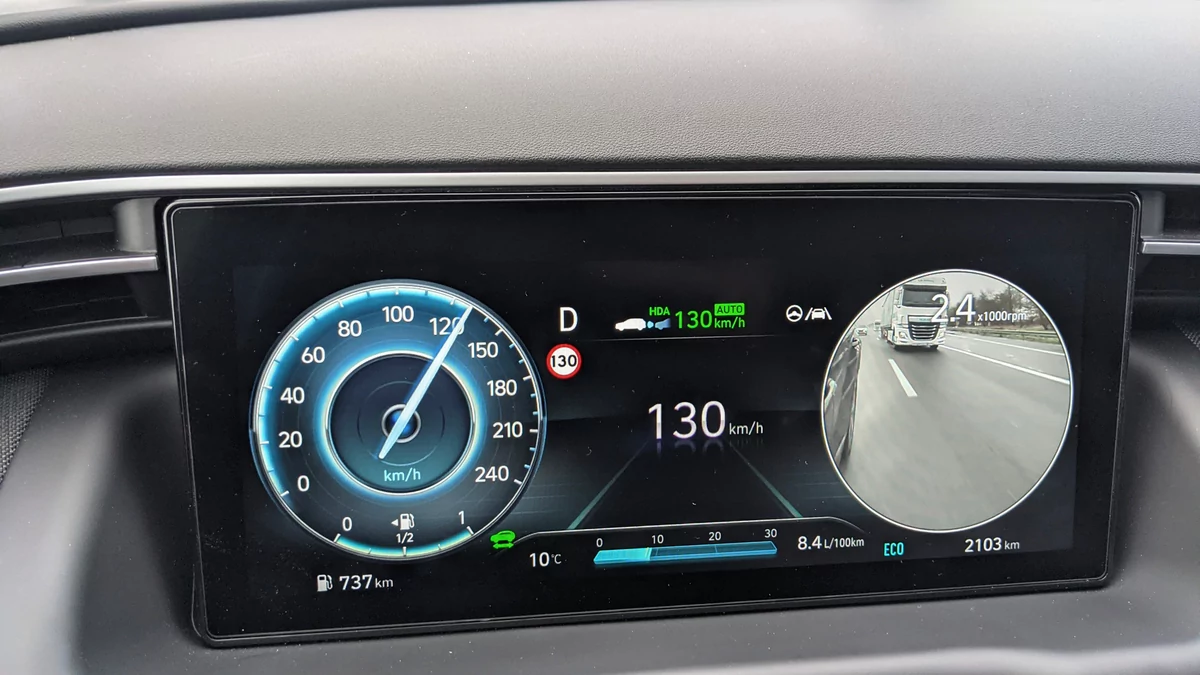 0
20
40
60
80
100
120
150
180
210
240
km/h
0
1/2
1
737 km
D
HDA
AUTO
130 km/h
130
130 km/h
10°C
0 10 20 30
8.4 L/100km
ECO
2.4 x1000rpm
2103 km